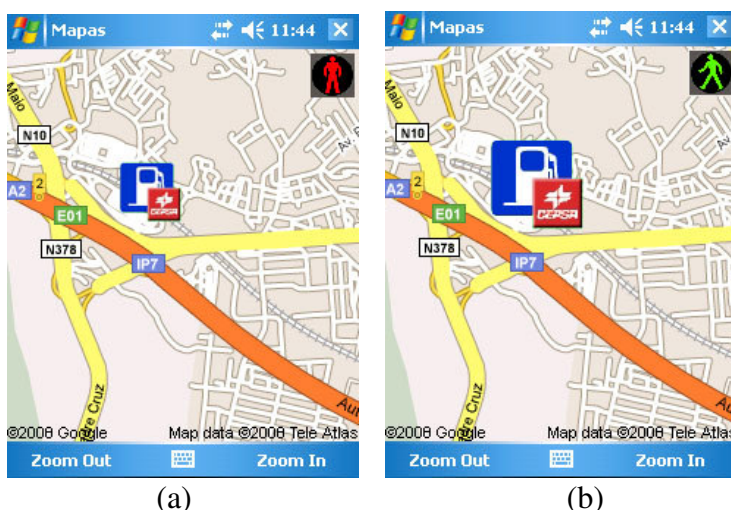 Mapas 11:44
Maio
N10
Av.
A2 2
E01
N378
IP7
CEPSA
Cruz
Au
©2008 Google Map data ©2008 Tele Atlas
Zoom Out Zoom In
(a)
Mapas 11:44
Maio
N10
Av.
A2 2
E01
N378
IP7
CEPSA
Cruz
Au
©2008 Google Map data ©2008 Tele Atlas
Zoom Out Zoom In
(b)